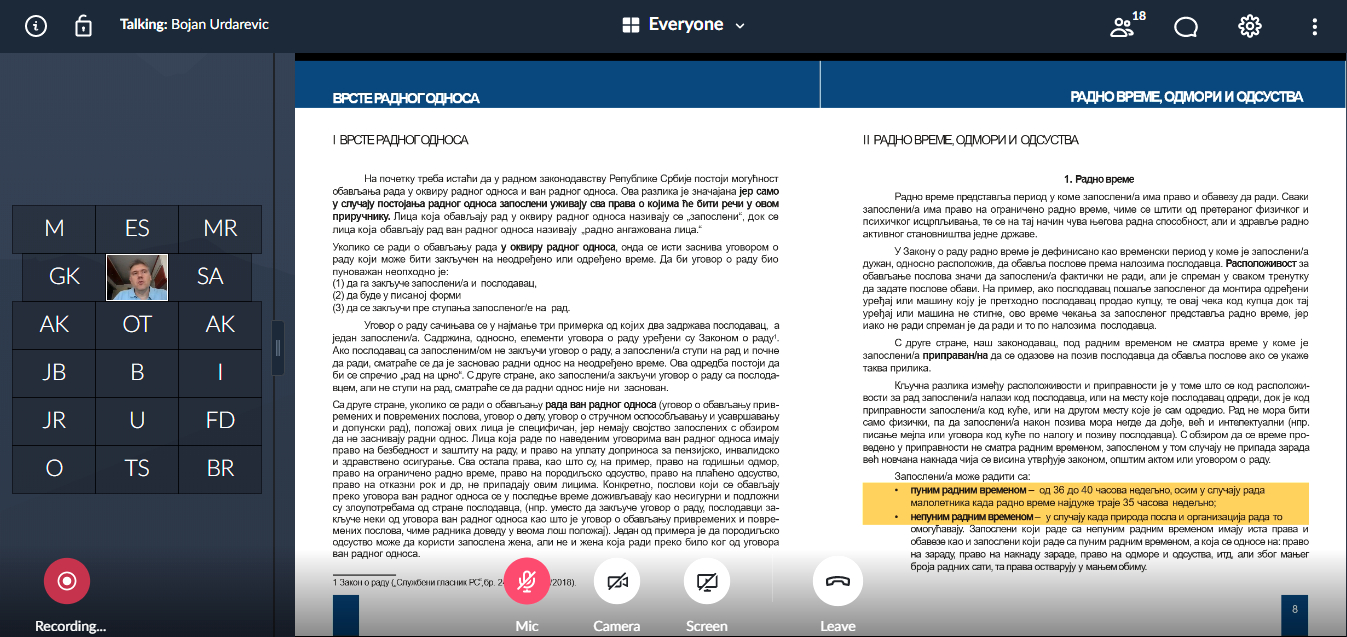 Talking: Bojan Urdarevic
Everyone
18
M
ES
MR
GK
SA
AK
OT
AK
JB
B
I
JR
U
FD
O
TS
BR
Recording...
ВРСТЕ РАДНОГ ОДНОСА
I ВРСТЕ РАДНОГ ОДНОСА
На почетку треба истаћи да у радном законодавству Републике Србије постоји могућност
обављања рада у оквиру радног односа и ван радног односа. Ова разлика је значајана јер само
у случају постојања радног односа запослени уживају сва права о којима ће бити речи у овом
приручнику. Лица која обављају рад у оквиру радног односа називају се „запослени“, док се
лица која обављају рад ван радног односа називају „радно ангажована лица.“
Уколико се ради о обављању рада у оквиру радног односа, онда се исти заснива уговором о
раду који може бити закључен на неодређено или одређено време. Да би уговор о раду био
пуноважан неопходно је:
(1) да га закључе запослени/а и послодавац,
(2) да буде у писаној форми
(3) да се закључи пре ступања запосленог/е на рад.
Уговор о раду сачињава се у најмање три примерка од којих два задржава послодавац, а
један запослени/а. Садржина, односно, елементи уговора о раду уређени су Законом о раду¹.
Ако послодавац са запосленим/ом не закључи уговор о раду, а запослени/а ступи на рад и почне
да ради, сматраће се да је засновао радни однос на неодређено време. Ова одредба постоји да
би се спречио „рад на црно“. С друге стране, ако запослени/а закључи уговор о раду са послода-
вцем, али не ступи на рад, сматраће се да радни однос није ни заснован.
Са друге стране, уколико се ради о обављању рада ван радног односа (уговор о обављању прив-
ремених и повремених послова, уговор о делу, уговор о стручном оспособљавању и усавршавању
и допунски рад), положај ових лица је специфичан, јер немају својство запослених с обзиром
да не заснивају радни однос. Лица која раде по наведеним уговорима ван радног односа имају
право на безбедност и заштиту на раду, и право на уплату доприноса за пензијско, инвалидско
и здравствено осигурање. Сва остала права, као што су, на пример, право на годишњи одмор,
право на ограничено радно време, право на породиљско одсуство, право на плаћено одсуство,
право на отказни рок и др, не припадају овим лицима. Конкретно, послови који се обављају
преко уговора ван радног односа се у последње време доживљавају као несигурни и подложни
су злоупотребама од стране послодавца, (нпр. уместо да закључе уговор о раду, послодавци за-
кључе неки од уговора ван радног односа као што је уговор о обављању привремених и повре-
мених послова, чиме радника доведу у веома лош положај). Један од примера је да породиљско
одсуство може да користи запослена жена, али не и жена која ради преко било ког од уговора
ван радног односа.
1 Закон о раду („Службени гласник РС“, бр. 2 /2018).
РАДНО ВРЕМЕ, ОДМОРИ И ОДСУСТВА
II РАДНО ВРЕМЕ, ОДМОРИ И ОДСУСТВА
1. Радно време
Радно време представља период у коме запослени/а има право и обавезу да ради. Сваки
запослени/а има право на ограничено радно време, чиме се штити од претераног физичког и
психичког исцрпљивања, те се на тај начин чува његова радна способност, али и здравље радно
активног становништва једне државе.
У Закону о раду радно време је дефинисано као временски период у коме је запослени/а
дужан, односно расположив, да обавља послове према налозима послодавца. Расположивост за
обављање послова значи да запослени/а фактички не ради, али је спреман у сваком тренутку
да задате послове обави. На пример, ако послодавац пошаље запосленог да монтира одређени
уређај или машину коју је претходно послодавац продао купцу, те овај чека код купца док тај
уређај или машина не стигне, ово време чекања за запосленог представља радно време, јер
иако не ради спреман је да ради и то по налозима послодавца.
С друге стране, наш законодавац, под радним временом не сматра време у коме је
запослени/а приправан/на да се одазове на позив послодавца да обавља послове ако се укаже
таква прилика.
Кључна разлика између расположивости и приправности је у томе што се код расположи-
вости за рад запослени/а налази код послодавца, или на месту које послодавац одреди, док је код
приправности запослени/а код куће, или на другом месту које је сам одредио. Рад не мора бити
само физички, па да запослени/а након позива мора негде да дође, већ и интелектуални (нпр.
писање мејла или уговора код куће по налогу и позиву послодавца). С обзиром да се време про-
ведено у приправности не сматра радним временом, запосленом у том случају не припада зарада
већ новчана накнада чија се висина утврђује законом, општим актом или уговором о раду.
Запослени/а може радити са:
• пуним радним временом – од 36 до 40 часова недељно, осим у случају рада
малолетника када радно време најдуже траје 35 часова недељно;
• непуним радним временом – у случају када природа посла и организација рада то
омогућавају. Запослени који раде са непуним радним временом имају иста права и
обавезе као и запослени који раде са пуним радним временом, а која се односе на: право
на зараду, право на накнаду зараде, право на одморе и одсуства, итд, али због мањег
броја радних сати, та права остварују у мањем обиму.
8
Mic
Camera
Screen
Leave